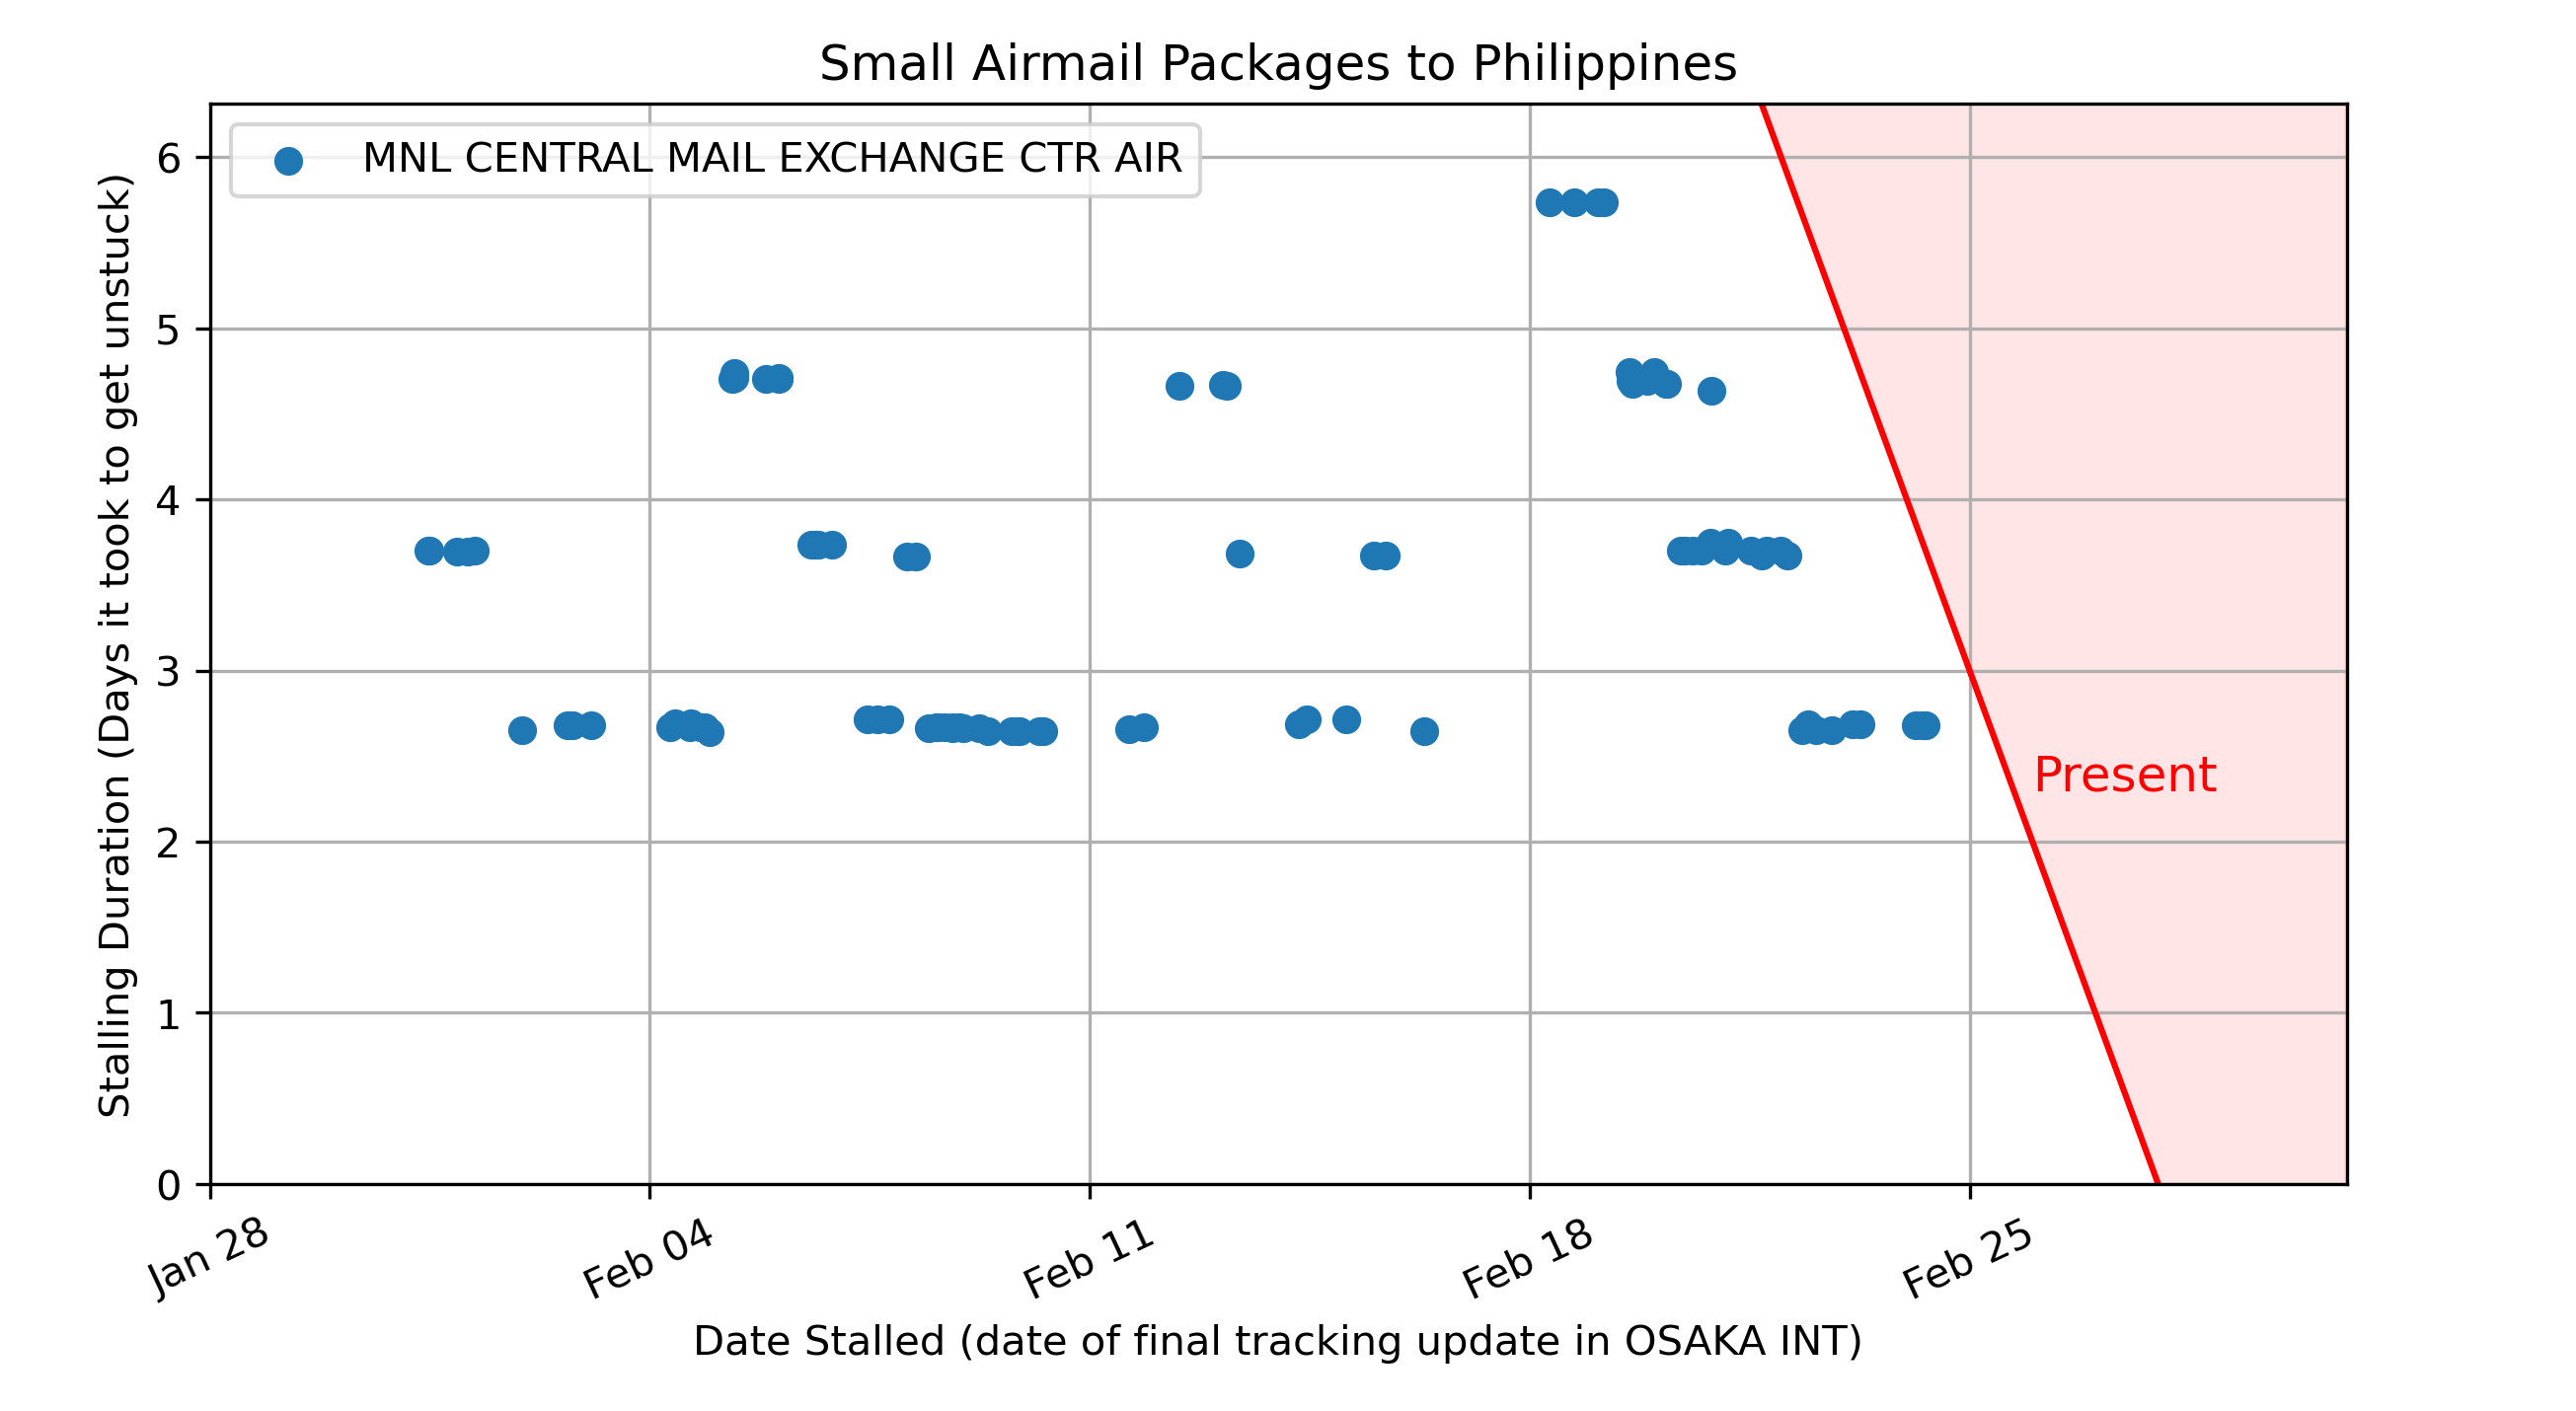 Small Airmail Packages to Philippines
MNL CENTRAL MAIL EXCHANGE CTR AIR
Stalling Duration (Days it took to get unstuck)
6
5
4
3
2
1
0
Present
Jan 28
Feb 04
Feb 11
Feb 18
Feb 25
Date Stalled (date of final tracking update in OSAKA INT)